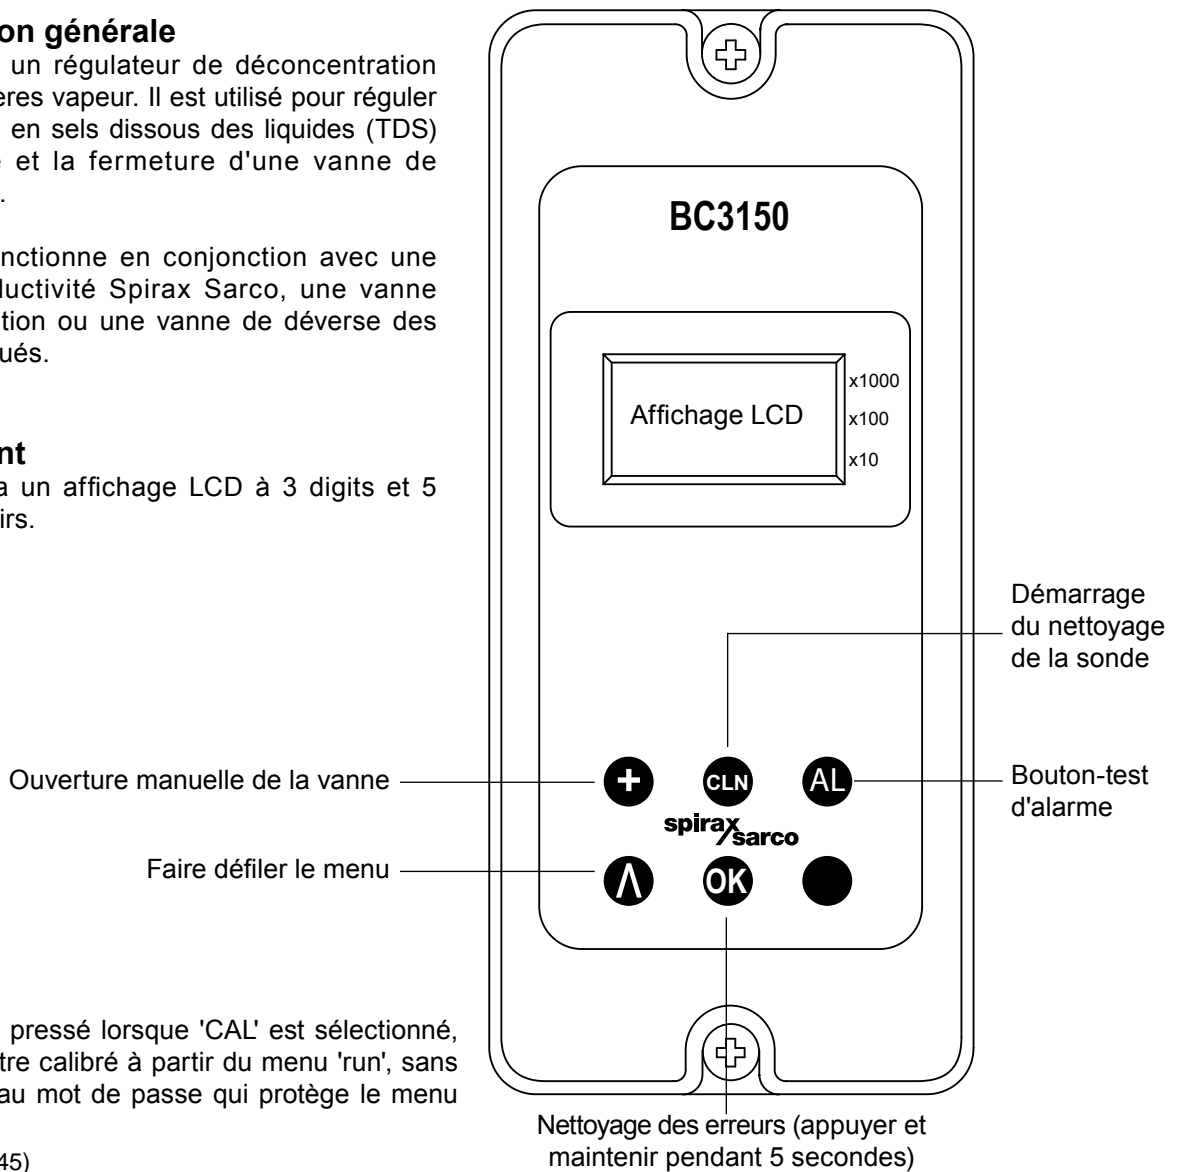 on générale
un régulateur de déconcentration
ères vapeur. Il est utilisé pour réguler
en sels dissous des liquides (TDS)
e et la fermeture d'une vanne de
.
nctionne en conjonction avec une
ductivité Spirax Sarco, une vanne
ation ou une vanne de déverse des
qués.
nt
a un affichage LCD à 3 digits et 5
irs.
BC3150
Affichage LCD
x1000
x100
x10
Démarrage
du nettoyage
de la sonde
Ouverture manuelle de la vanne
+
CLN
AL
Bouton-test
d'alarme
spirax
sarco
Faire défiler le menu
Λ
OK
pressé lorsque 'CAL' est sélectionné,
tre calibré à partir du menu 'run', sans
au mot de passe qui protège le menu
Nettoyage des erreurs (appuyer et
maintenir pendant 5 secondes)
45)